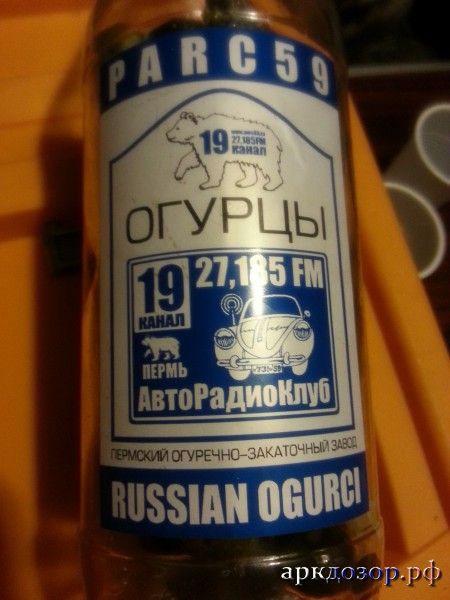 PARC59
19 27,185FM
КАНАЛ
ОГУРЦЫ
19 27,185 FM
КАНАЛ
ПЕРМЬ
АвтоРадиоКлуб
ПЕРМСКИЙ ОГУРЕЧНО-ЗАКАТОЧНЫЙ ЗАВОД
RUSSIAN OGURCI
аркдозор.рф